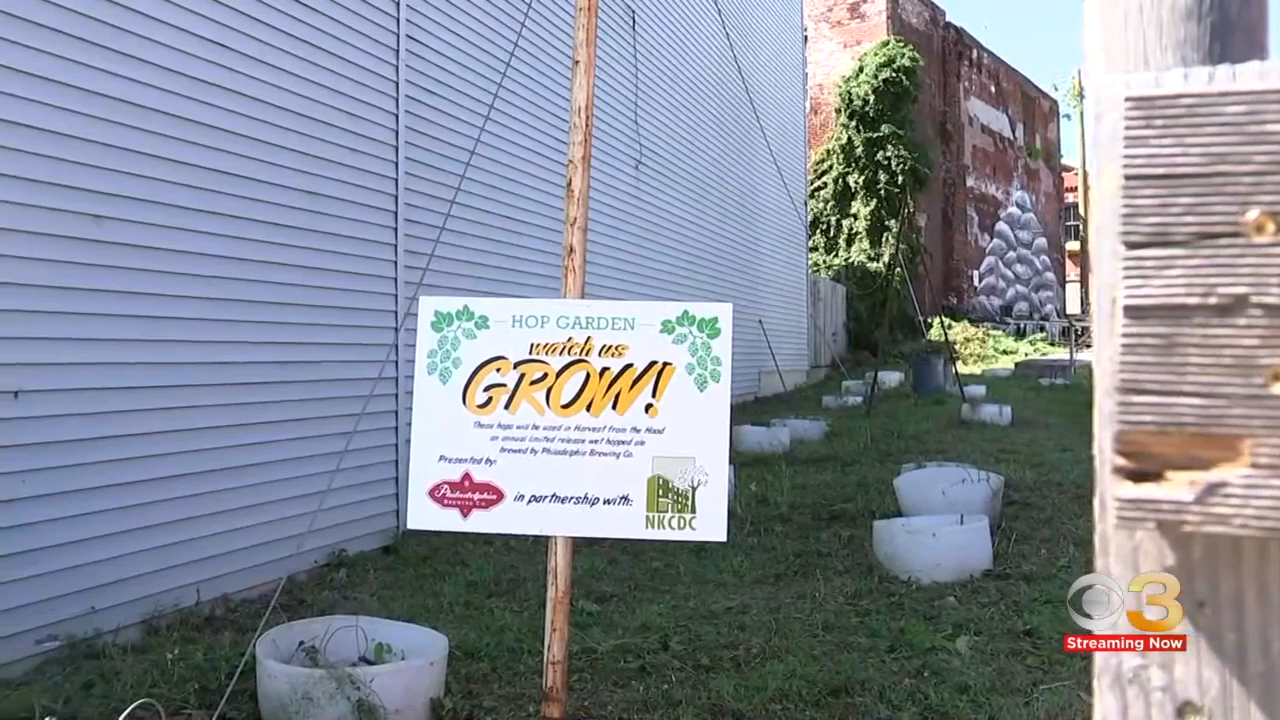 HOP GARDEN
watch us
GROW!
These hops will be used in Harvest from the Hood
an annual limited release wet hopped ale
brewed by Philadelphia Brewing Co.
Presented by:
Philadelphia
BREWING CO.
in partnership with:
NKCDC
3
Streaming Now